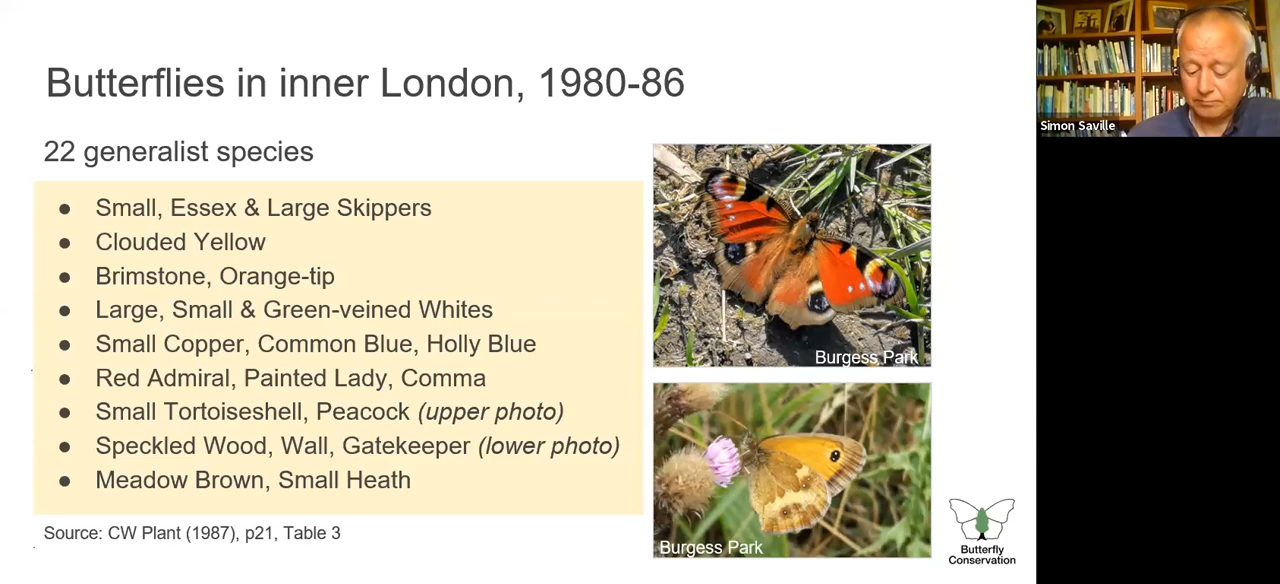 Butterflies in inner London, 1980-86
22 generalist species
● Small, Essex & Large Skippers
● Clouded Yellow
● Brimstone, Orange-tip
● Large, Small & Green-veined Whites
● Small Copper, Common Blue, Holly Blue
● Red Admiral, Painted Lady, Comma
● Small Tortoiseshell, Peacock (upper photo)
● Speckled Wood, Wall, Gatekeeper (lower photo)
● Meadow Brown, Small Heath
Source: CW Plant (1987), p21, Table 3
Burgess Park
Burgess Park
Butterfly
Conservation
Simon Saville